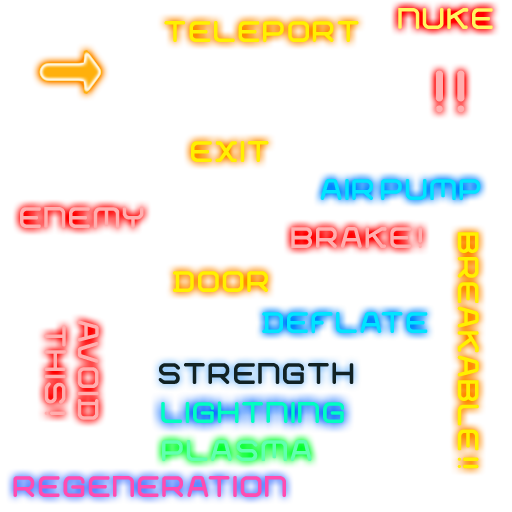 NUKE
TELEPORT
!!
EXIT
AIR PUMP
ENEMY
BRAKE!
BREAKABLE!!
DOOR
DEFLATE
AVOID
THIS!
STRENGTH
LIGHTNING
PLASMA
REGENERATION